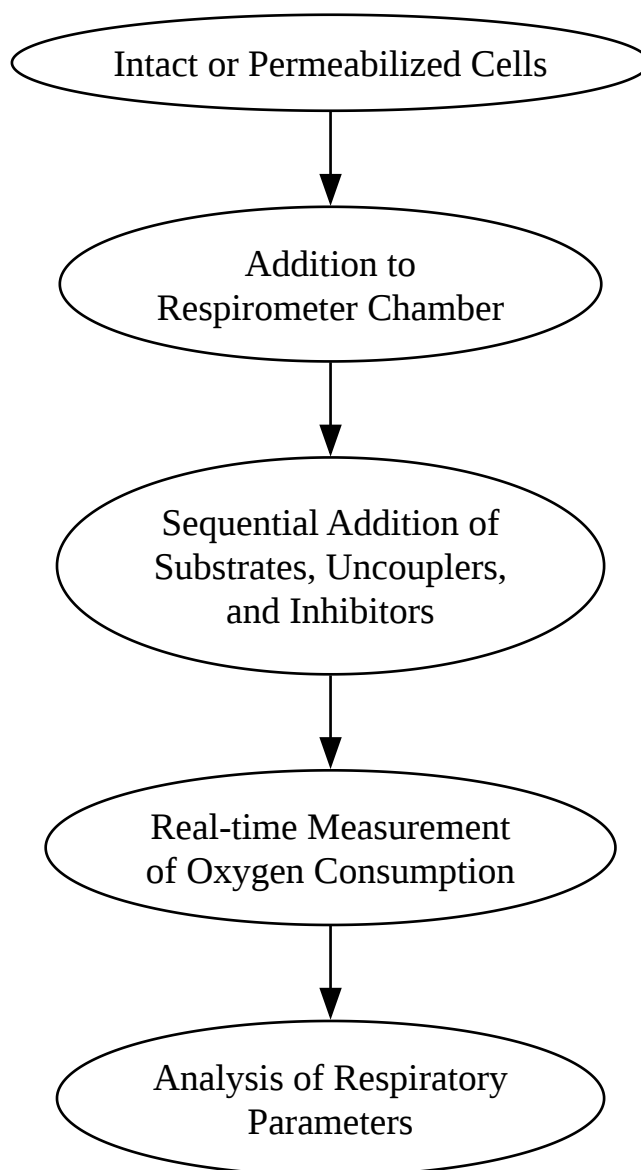 Intact or Permeabilized Cells
Addition to
Respirometer Chamber
Sequential Addition of
Substrates, Uncouplers,
and Inhibitors
Real-time Measurement
of Oxygen Consumption
Analysis of Respiratory
Parameters